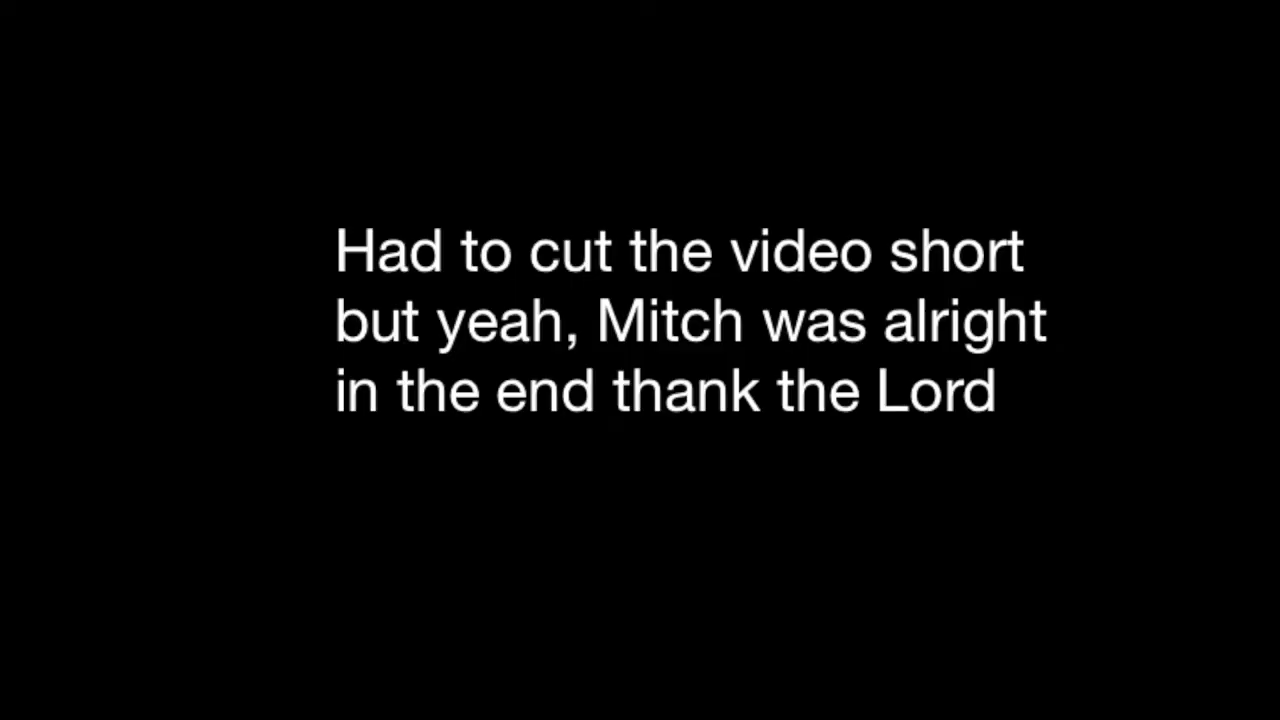 Had to cut the video short
but yeah, Mitch was alright
in the end thank the Lord